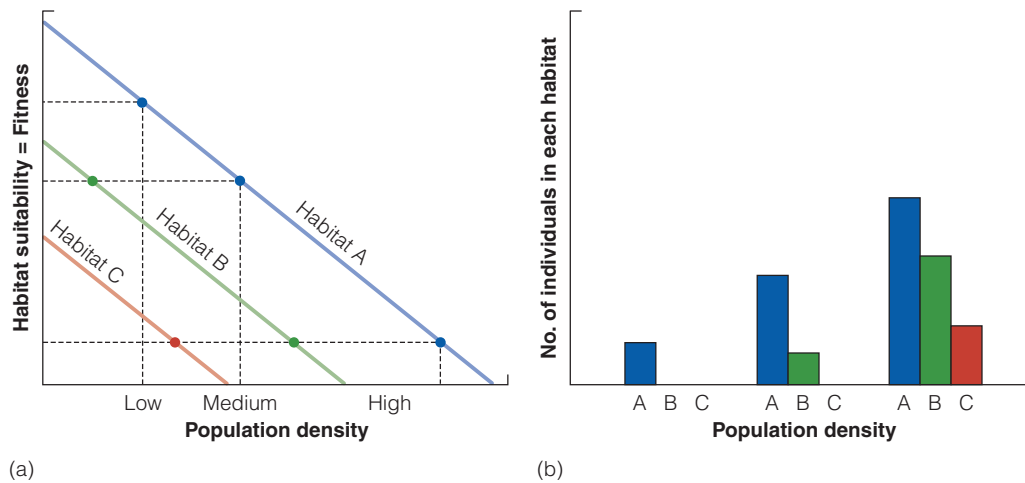 Habitat suitability = Fitness
Habitat A
Habitat B
Habitat C
Low Medium High
Population density
(a)
No. of individuals in each habitat
A B C A B C A B C
Population density
(b)